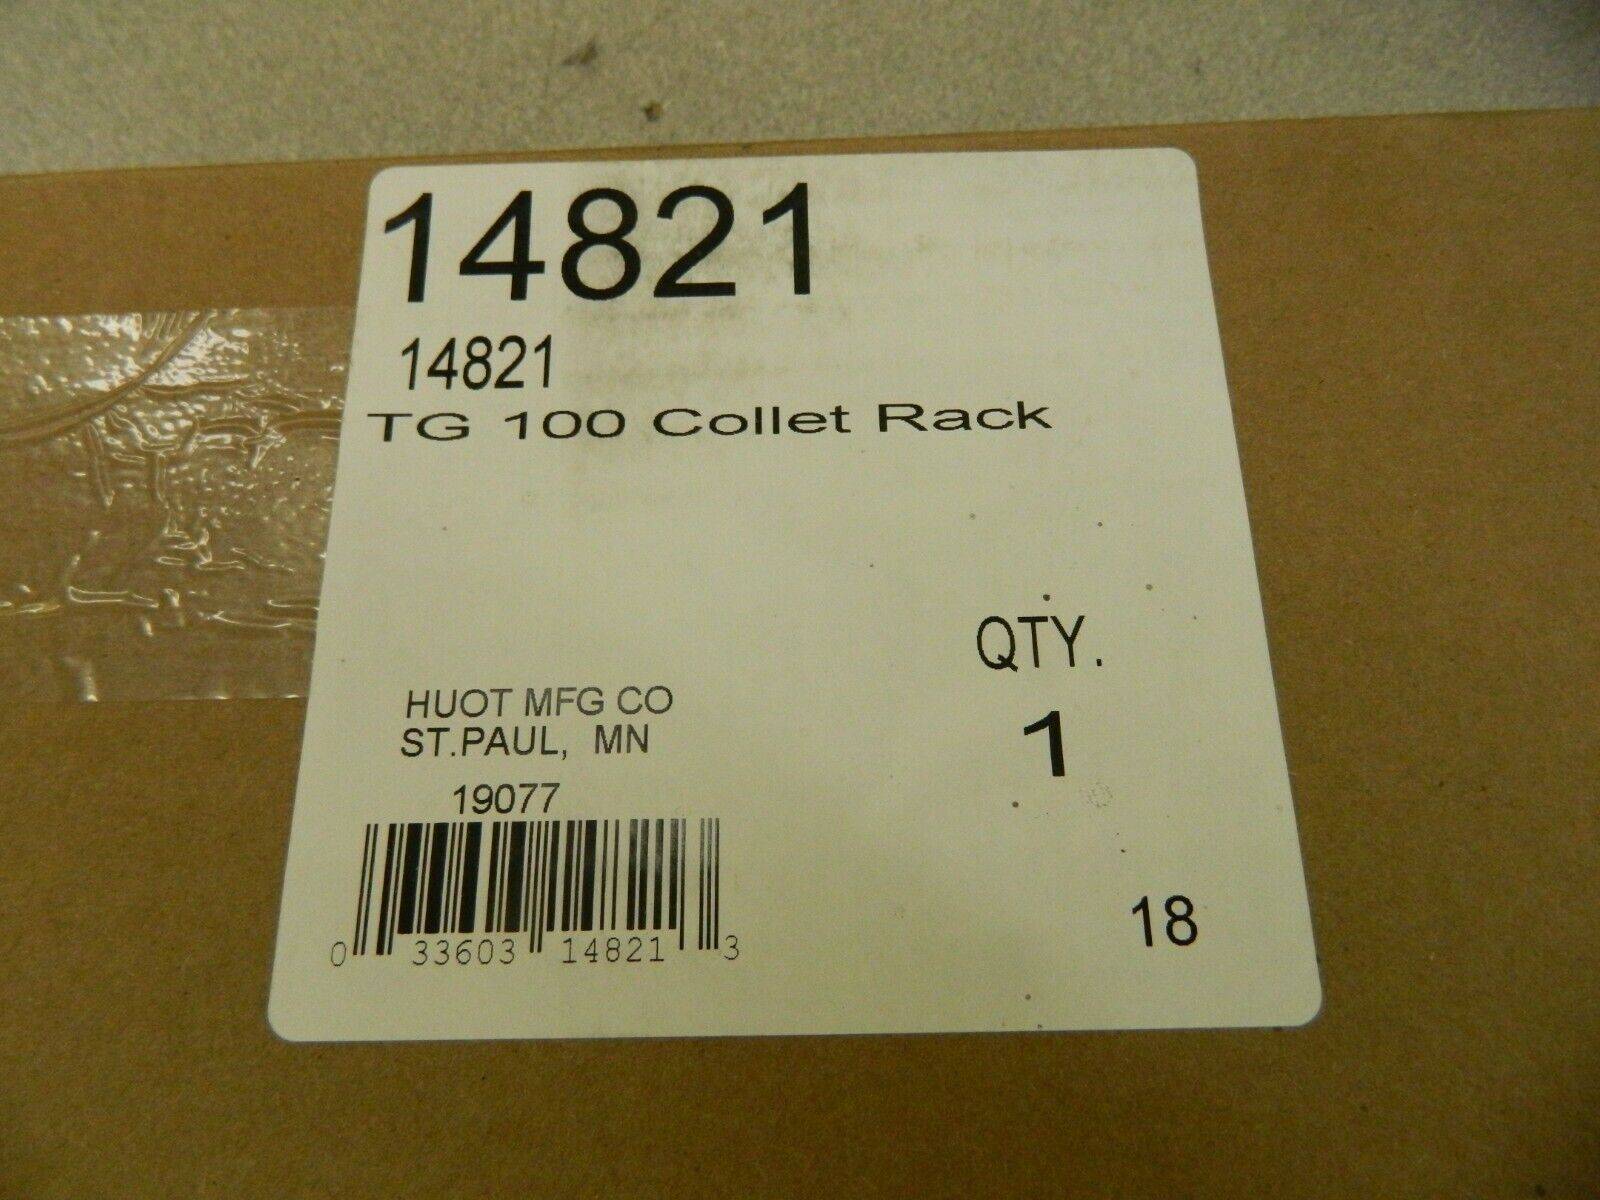 14821
14821
TG 100 Collet Rack
QTY.
1
HUOT MFG CO
ST.PAUL, MN
19077
0 33603 14821 3
18